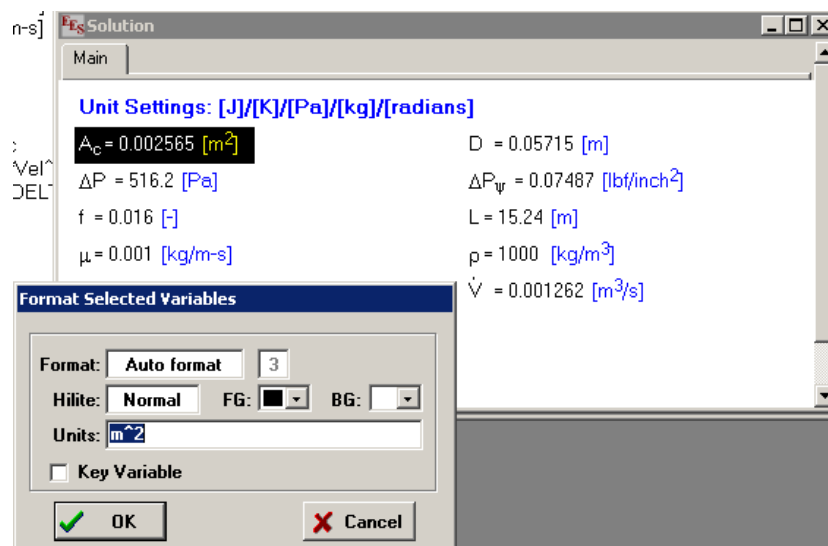 n-s]
EES Solution
Main
Unit Settings: [J]/[K]/[Pa]/[kg]/[radians]
A_c = 0.002565 [m^2]
D = 0.05715 [m]
Vel^
ΔP = 516.2 [Pa]
ΔP_Ψ = 0.07487 [lbf/inch^2]
DELT
f = 0.016 [-]
L = 15.24 [m]
μ = 0.001 [kg/m-s]
ρ = 1000 [kg/m^3]
V̇ = 0.001262 [m^3/s]
Format Selected Variables
Format: Auto format 3
Hilite: Normal FG: BG:
Units: m^2
Key Variable
OK Cancel